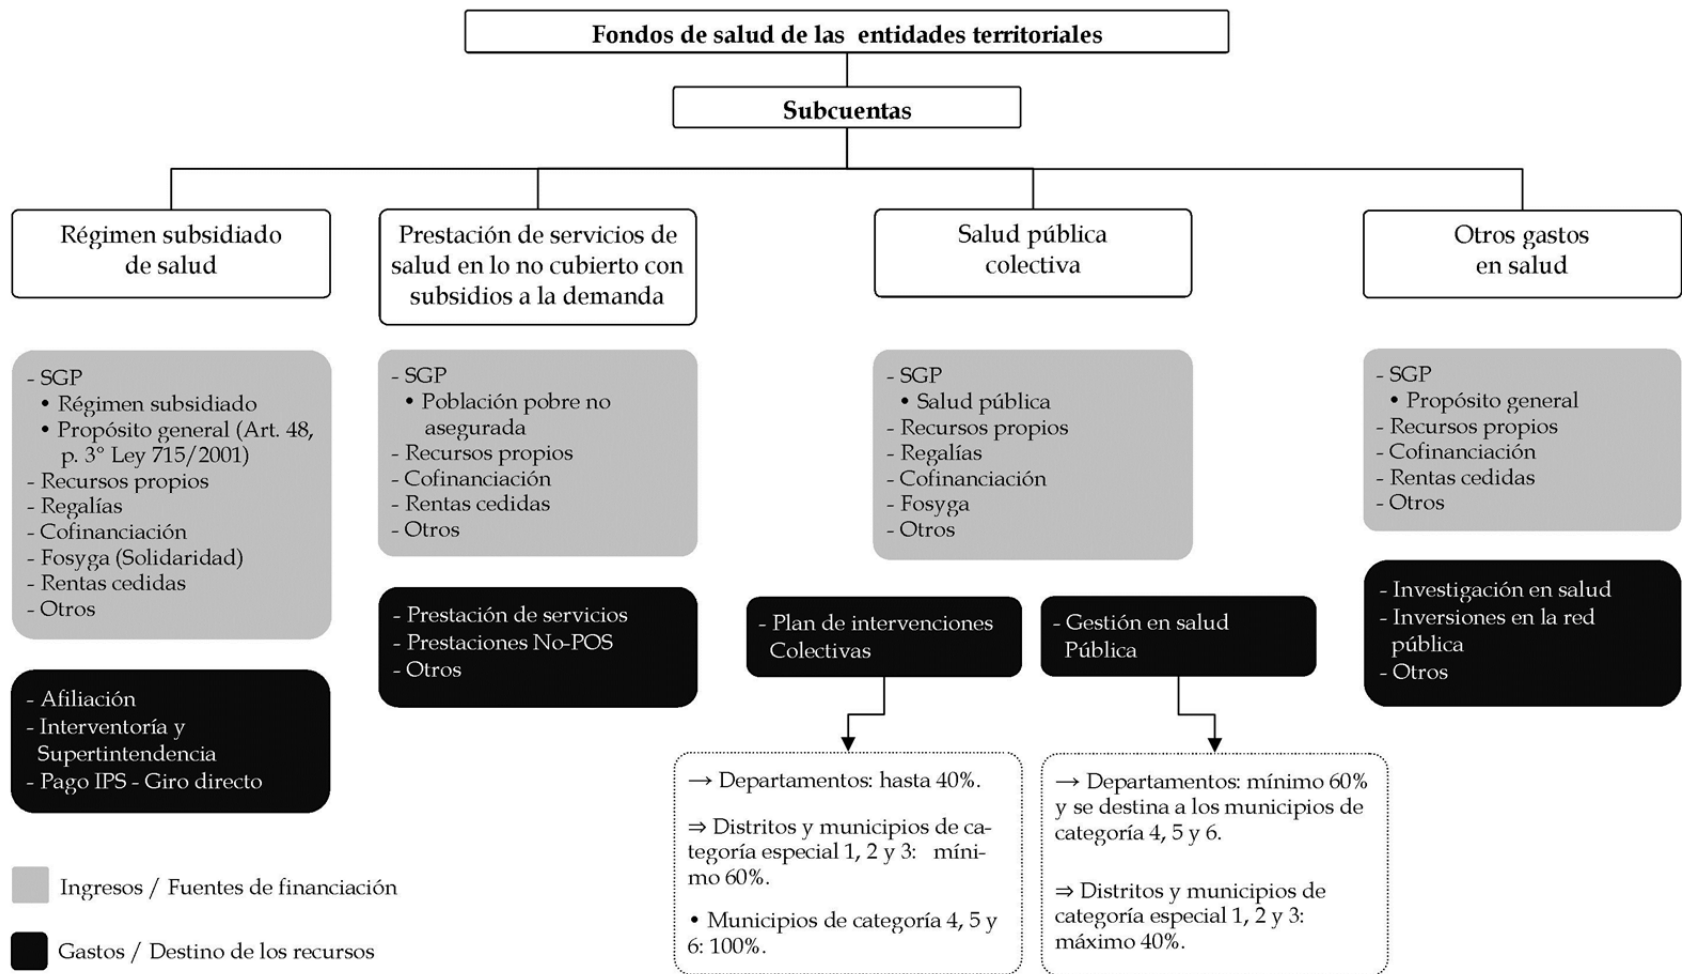 Fondos de salud de las entidades territoriales
Subcuentas
Régimen subsidiado
de salud
Prestación de servicios de
salud en lo no cubierto con
subsidios a la demanda
Salud pública
colectiva
Otros gastos
en salud
- SGP
• Régimen subsidiado
• Propósito general (Art. 48,
p. 3° Ley 715/2001)
- Recursos propios
- Regalías
- Cofinanciación
- Fosyga (Solidaridad)
- Rentas cedidas
- Otros
- SGP
• Población pobre no
asegurada
- Recursos propios
- Cofinanciación
- Rentas cedidas
- Otros
- SGP
• Salud pública
- Recursos propios
- Regalías
- Cofinanciación
- Fosyga
- Otros
- SGP
• Propósito general
- Recursos propios
- Cofinanciación
- Rentas cedidas
- Otros
- Afiliación
- Interventoría y
Supertintendencia
- Pago IPS - Giro directo
- Prestación de servicios
- Prestaciones No-POS
- Otros
- Plan de intervenciones
Colectivas
- Gestión en salud
Pública
- Investigación en salud
- Inversiones en la red
pública
- Otros
→ Departamentos: hasta 40%.
⇒ Distritos y municipios de ca-
tegoría especial 1, 2 y 3: míni-
mo 60%.
• Municipios de categoría 4, 5 y
6: 100%.
→ Departamentos: mínimo 60%
y se destina a los municipios de
categoría 4, 5 y 6.
⇒ Distritos y municipios de
categoría especial 1, 2 y 3:
máximo 40%.
Ingresos / Fuentes de financiación
Gastos / Destino de los recursos